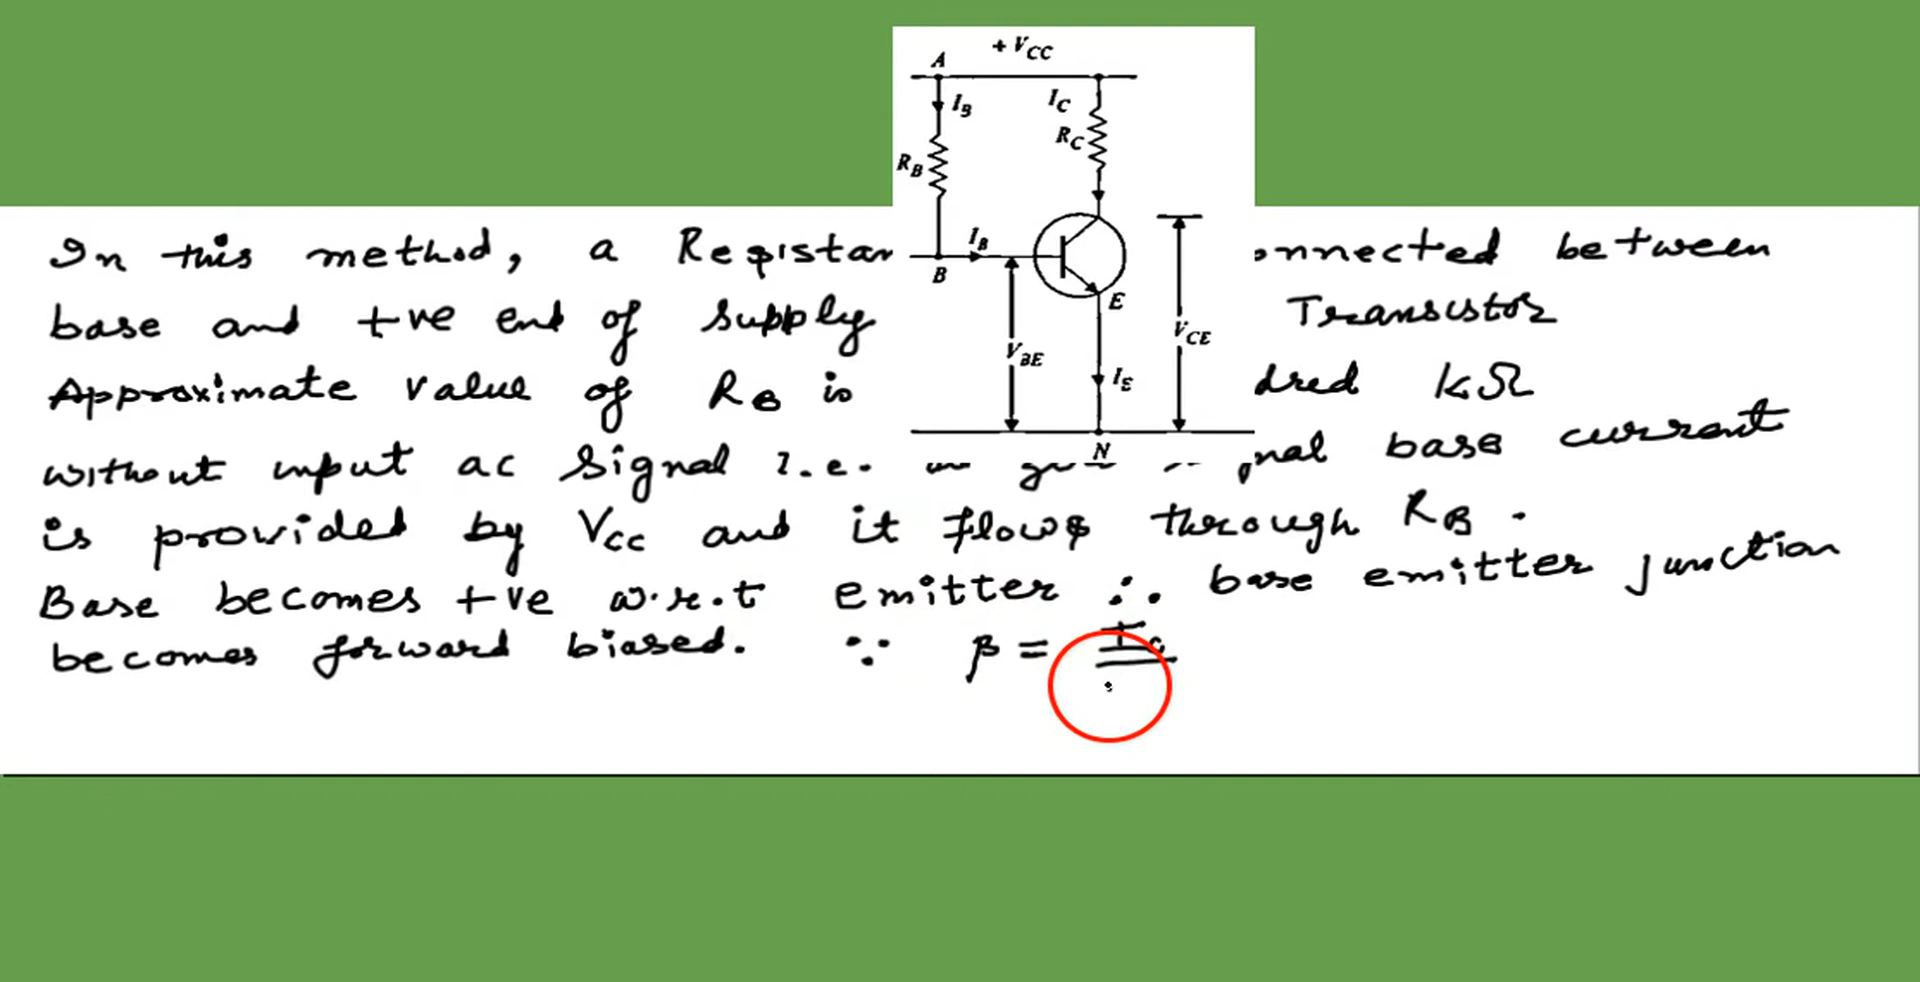 + VCC
A
IB
IC
RC
RB
IB
B
E
VBE
VCE
IE
N
In this method, a onnected between
base and +ve end of supply Transistor
Approximate value of RB is dred kΩ
without input ac signal i.e. nal base current
is provided by Vcc and it flows through RB.
Base becomes +ve w.r.t emitter ∴ base emitter junction
becomes forward biased. ∵ β =